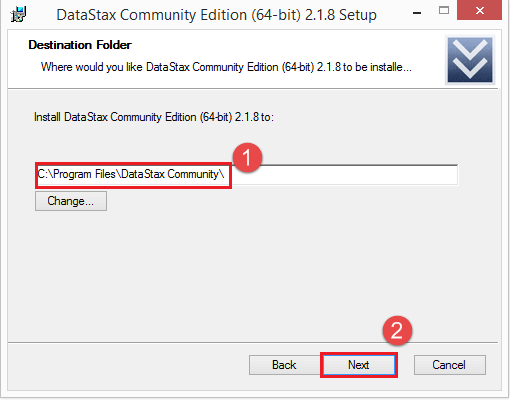 DataStax Community Edition (64-bit) 2.1.8 Setup
Destination Folder
Where would you like DataStax Community Edition (64-bit) 2.1.8 to be installe...
Install DataStax Community Edition (64-bit) 2.1.8 to:
1
C:\Program Files\DataStax Community\
Change...
2
Back Next Cancel